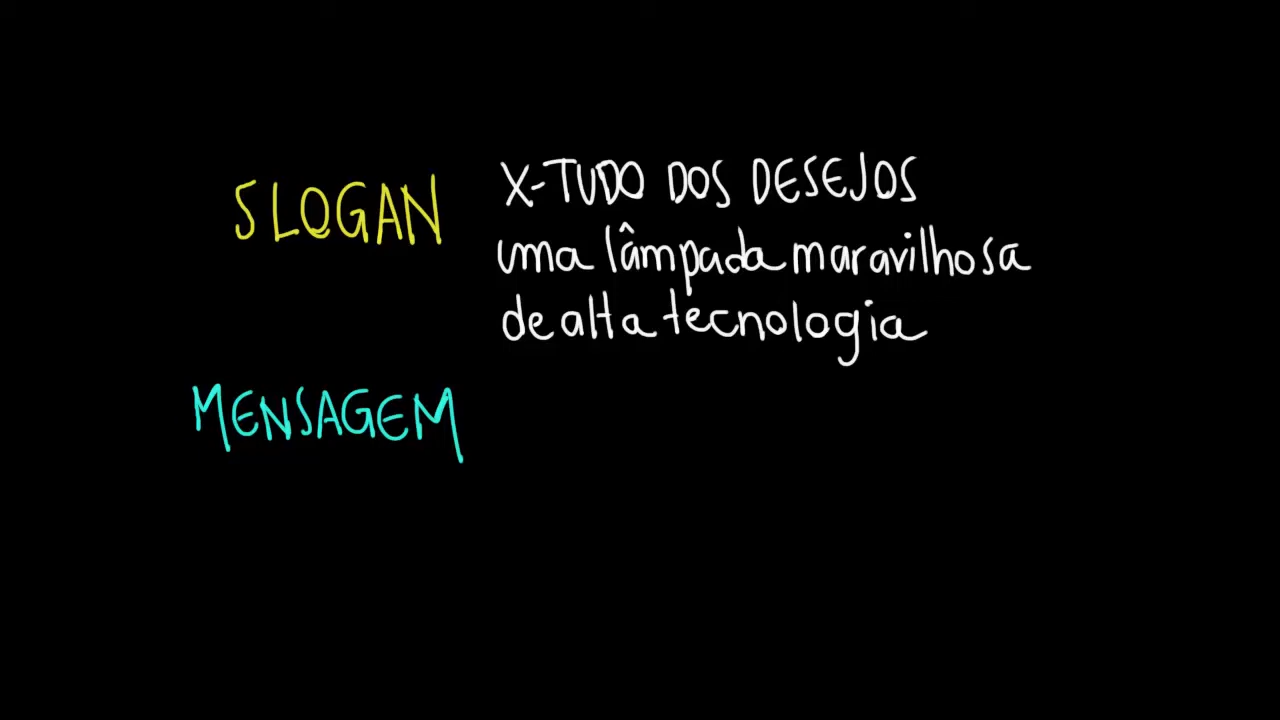 SLOGAN
X-TUDO DOS DESEJOS
uma lâmpada maravilhosa
de alta tecnologia
MENSAGEM